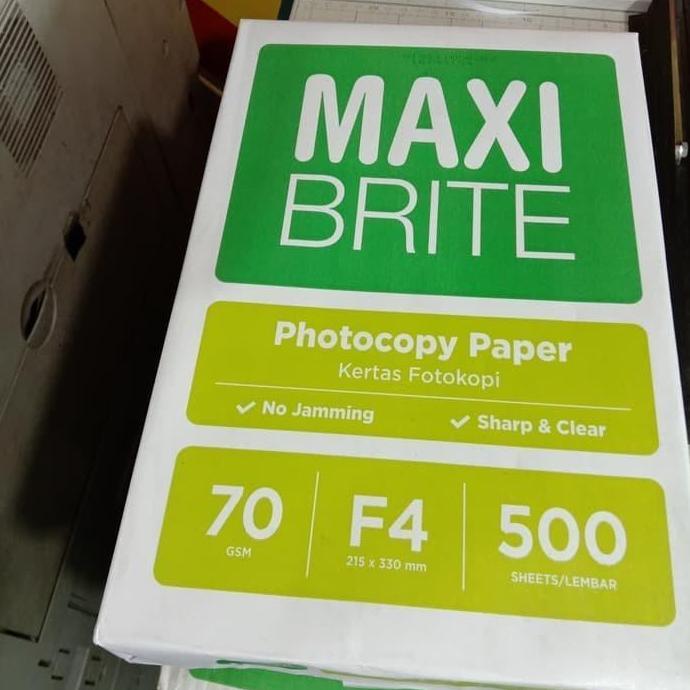 MAXI
BRITE
Photocopy Paper
Kertas Fotokopi
No Jamming
Sharp & Clear
70
GSM
F4
215 x 330 mm
500
SHEETS/LEMBAR